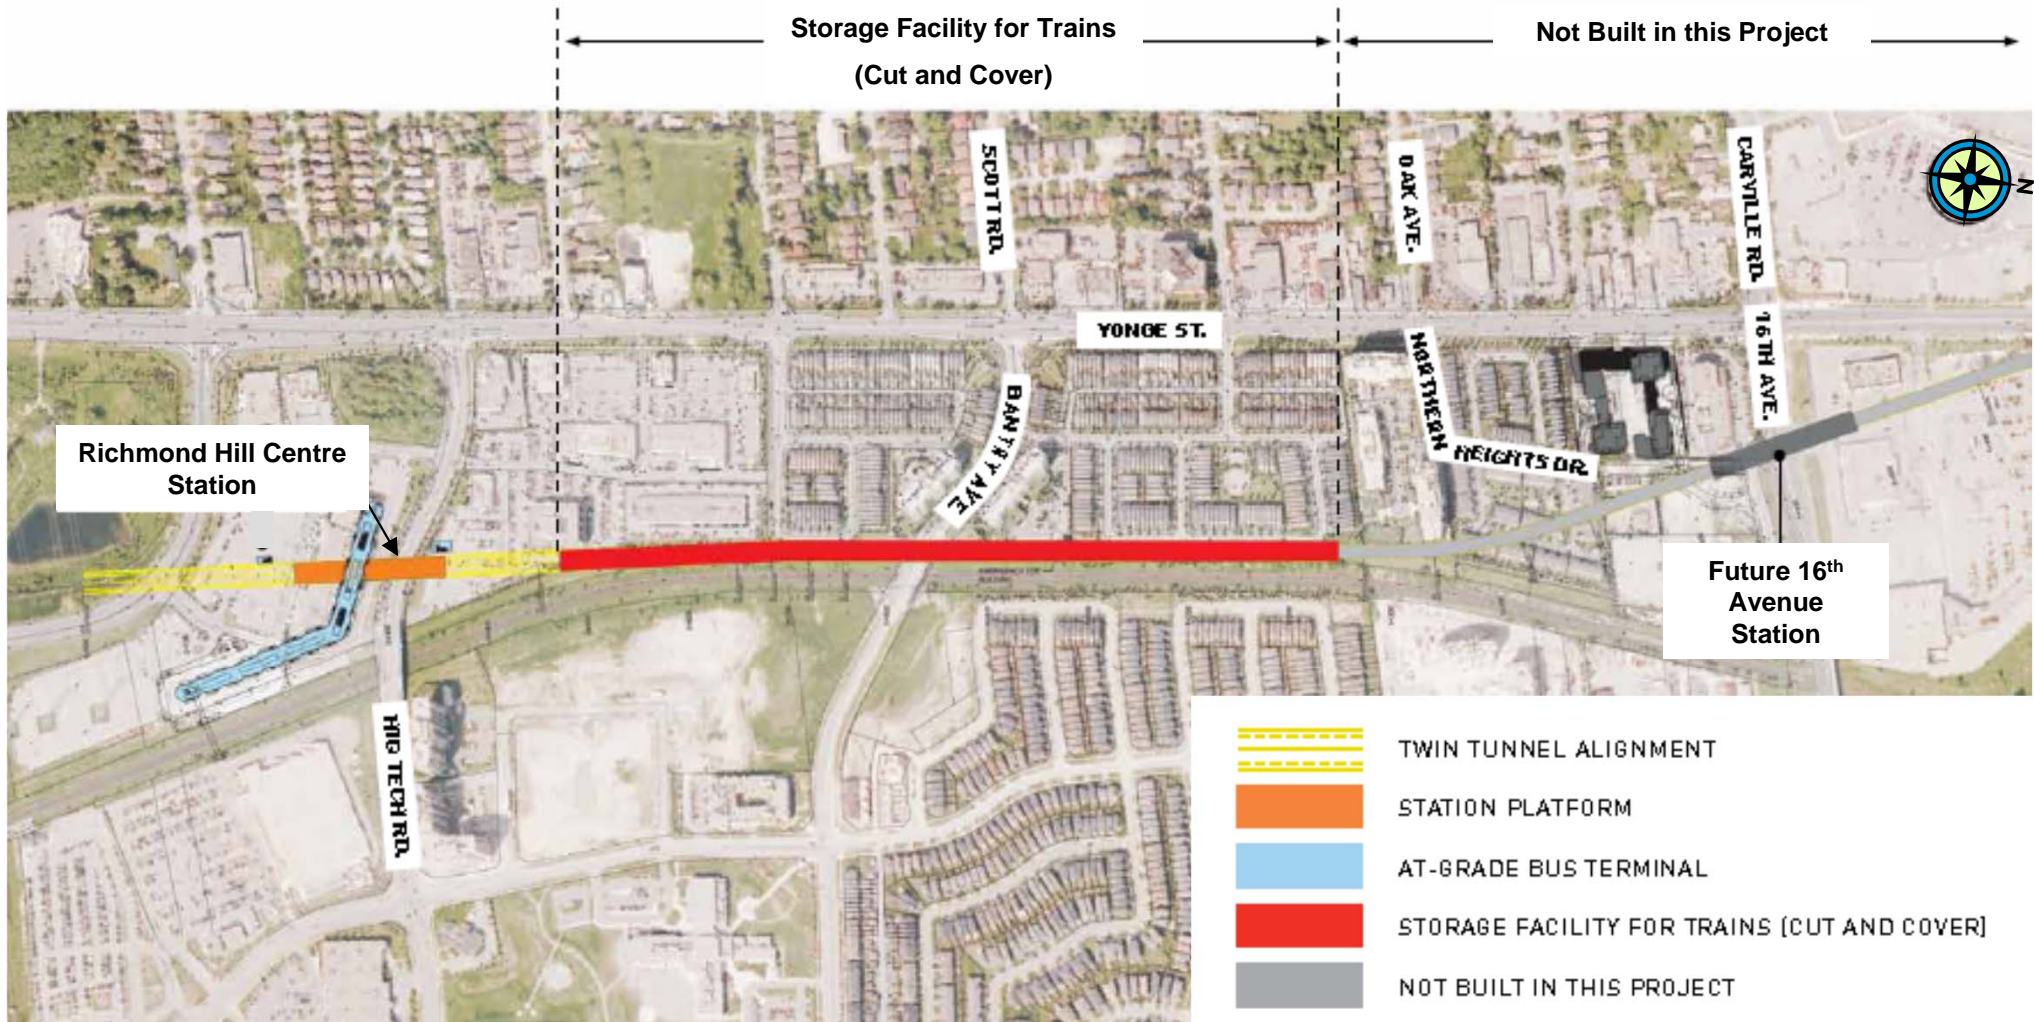 Storage Facility for Trains
(Cut and Cover)
Not Built in this Project
SCOTT RD.
OAK AVE.
CARVILLE RD.
N
YONGE ST.
16TH AVE.
NORTHERN
HEIGHTS DR.
BANTRY AVE.
Richmond Hill Centre
Station
Future 16th
Avenue
Station
HIG TECH RD.
TWIN TUNNEL ALIGNMENT
STATION PLATFORM
AT-GRADE BUS TERMINAL
STORAGE FACILITY FOR TRAINS [CUT AND COVER]
NOT BUILT IN THIS PROJECT